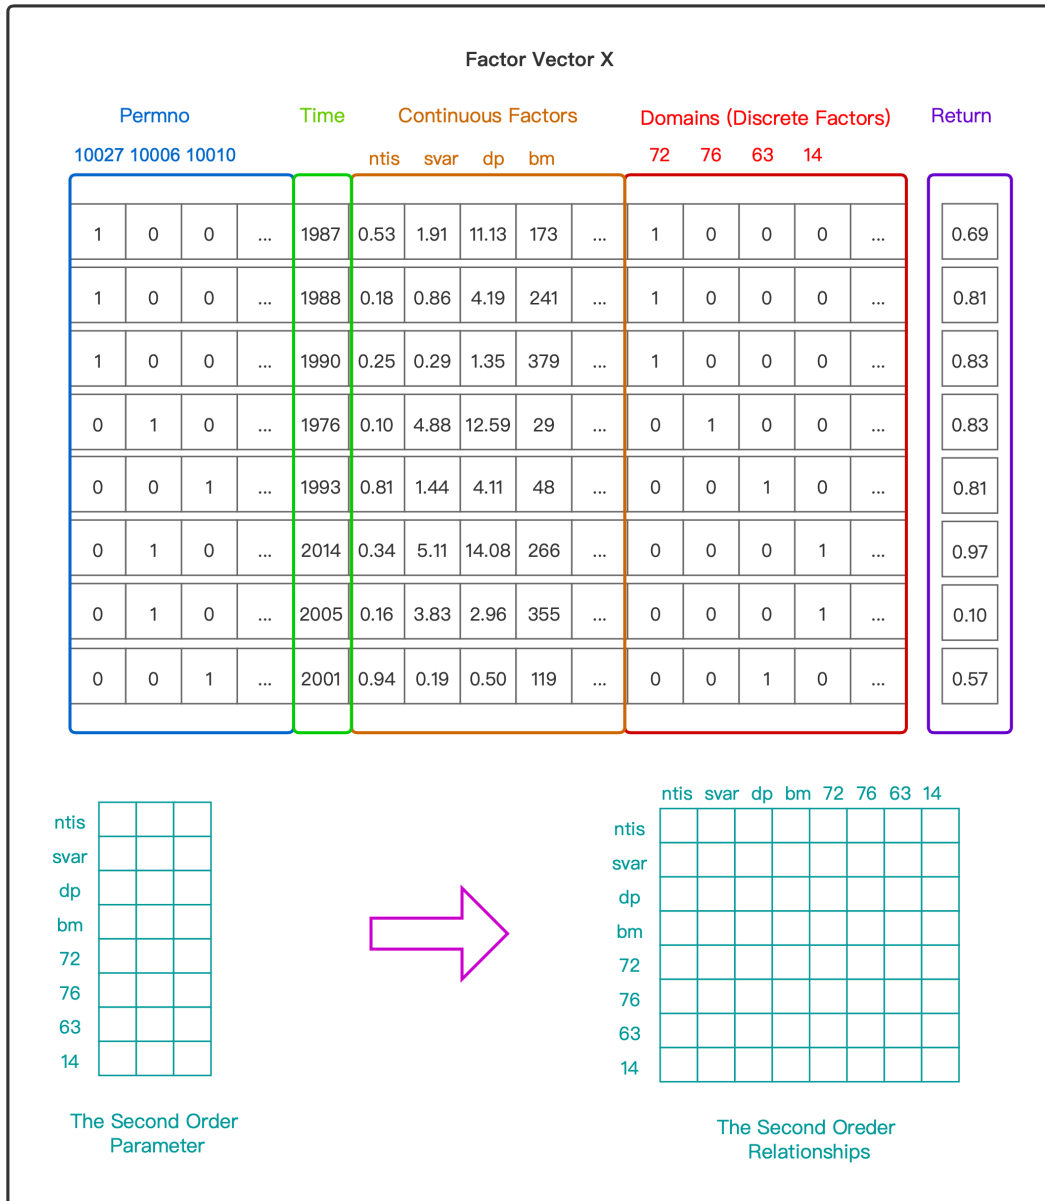 Factor Vector X
Permno Time Continuous Factors Domains (Discrete Factors) Return
10027 10006 10010 ntis svar dp bm 72 76 63 14
1 0 0 ... 1987 0.53 1.91 11.13 173 ... 1 0 0 0 ... 0.69
1 0 0 ... 1988 0.18 0.86 4.19 241 ... 1 0 0 0 ... 0.81
1 0 0 ... 1990 0.25 0.29 1.35 379 ... 1 0 0 0 ... 0.83
0 1 0 ... 1976 0.10 4.88 12.59 29 ... 0 1 0 0 ... 0.83
0 0 1 ... 1993 0.81 1.44 4.11 48 ... 0 0 1 0 ... 0.81
0 1 0 ... 2014 0.34 5.11 14.08 266 ... 0 0 0 1 ... 0.97
0 1 0 ... 2005 0.16 3.83 2.96 355 ... 0 0 0 1 ... 0.10
0 0 1 ... 2001 0.94 0.19 0.50 119 ... 0 0 1 0 ... 0.57
ntis
svar
dp
bm
72
76
63
14
The Second Order
Parameter
ntis svar dp bm 72 76 63 14
ntis
svar
dp
bm
72
76
63
14
The Second Oreder
Relationships